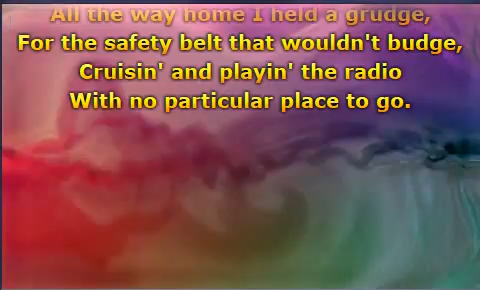 All the way home I held a grudge,
For the safety belt that wouldn't budge,
Cruisin' and playin' the radio
With no particular place to go.